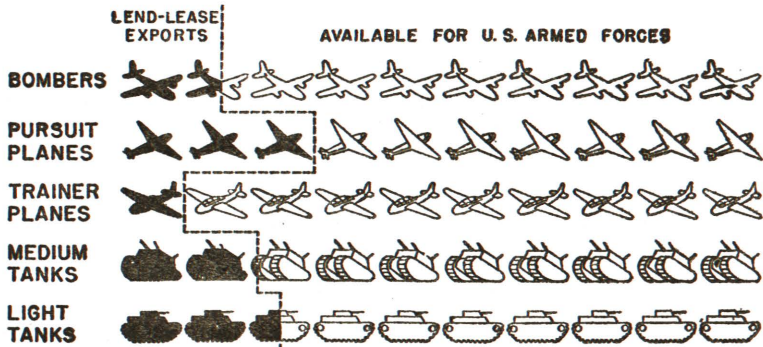 LEND-LEASE
EXPORTS
AVAILABLE FOR U.S. ARMED FORCES
BOMBERS
PURSUIT
PLANES
TRAINER
PLANES
MEDIUM
TANKS
LIGHT
TANKS